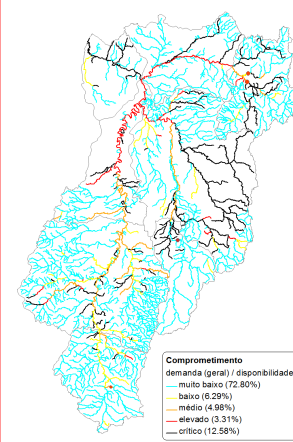 Comprometimento
demanda (geral) / disponibilidade
muito baixo (72.80%)
baixo (6.29%)
médio (4.98%)
elevado (3.31%)
crítico (12.58%)